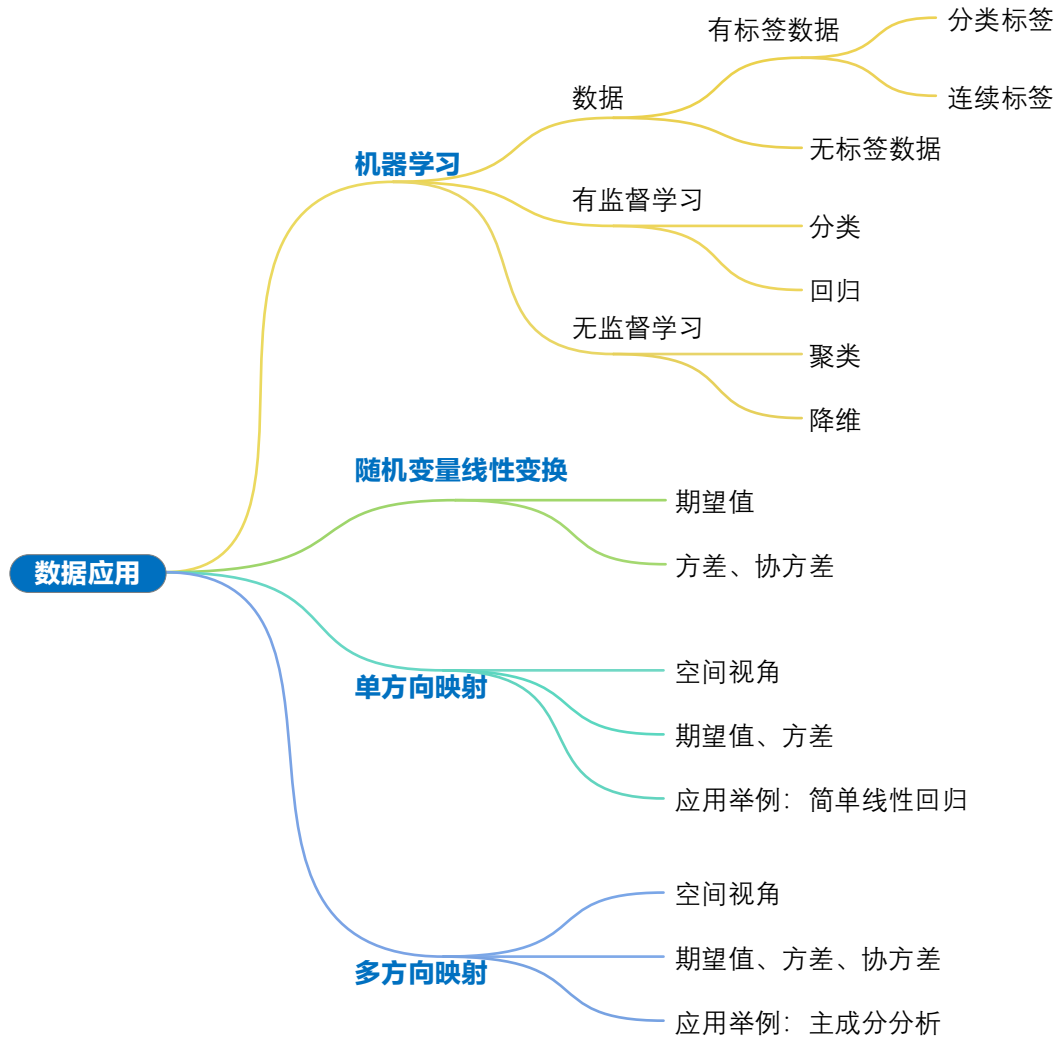 数据应用
机器学习
数据
有标签数据
分类标签
连续标签
无标签数据
有监督学习
分类
回归
无监督学习
聚类
降维
随机变量线性变换
期望值
方差、协方差
单方向映射
空间视角
期望值、方差
应用举例：简单线性回归
多方向映射
空间视角
期望值、方差、协方差
应用举例：主成分分析